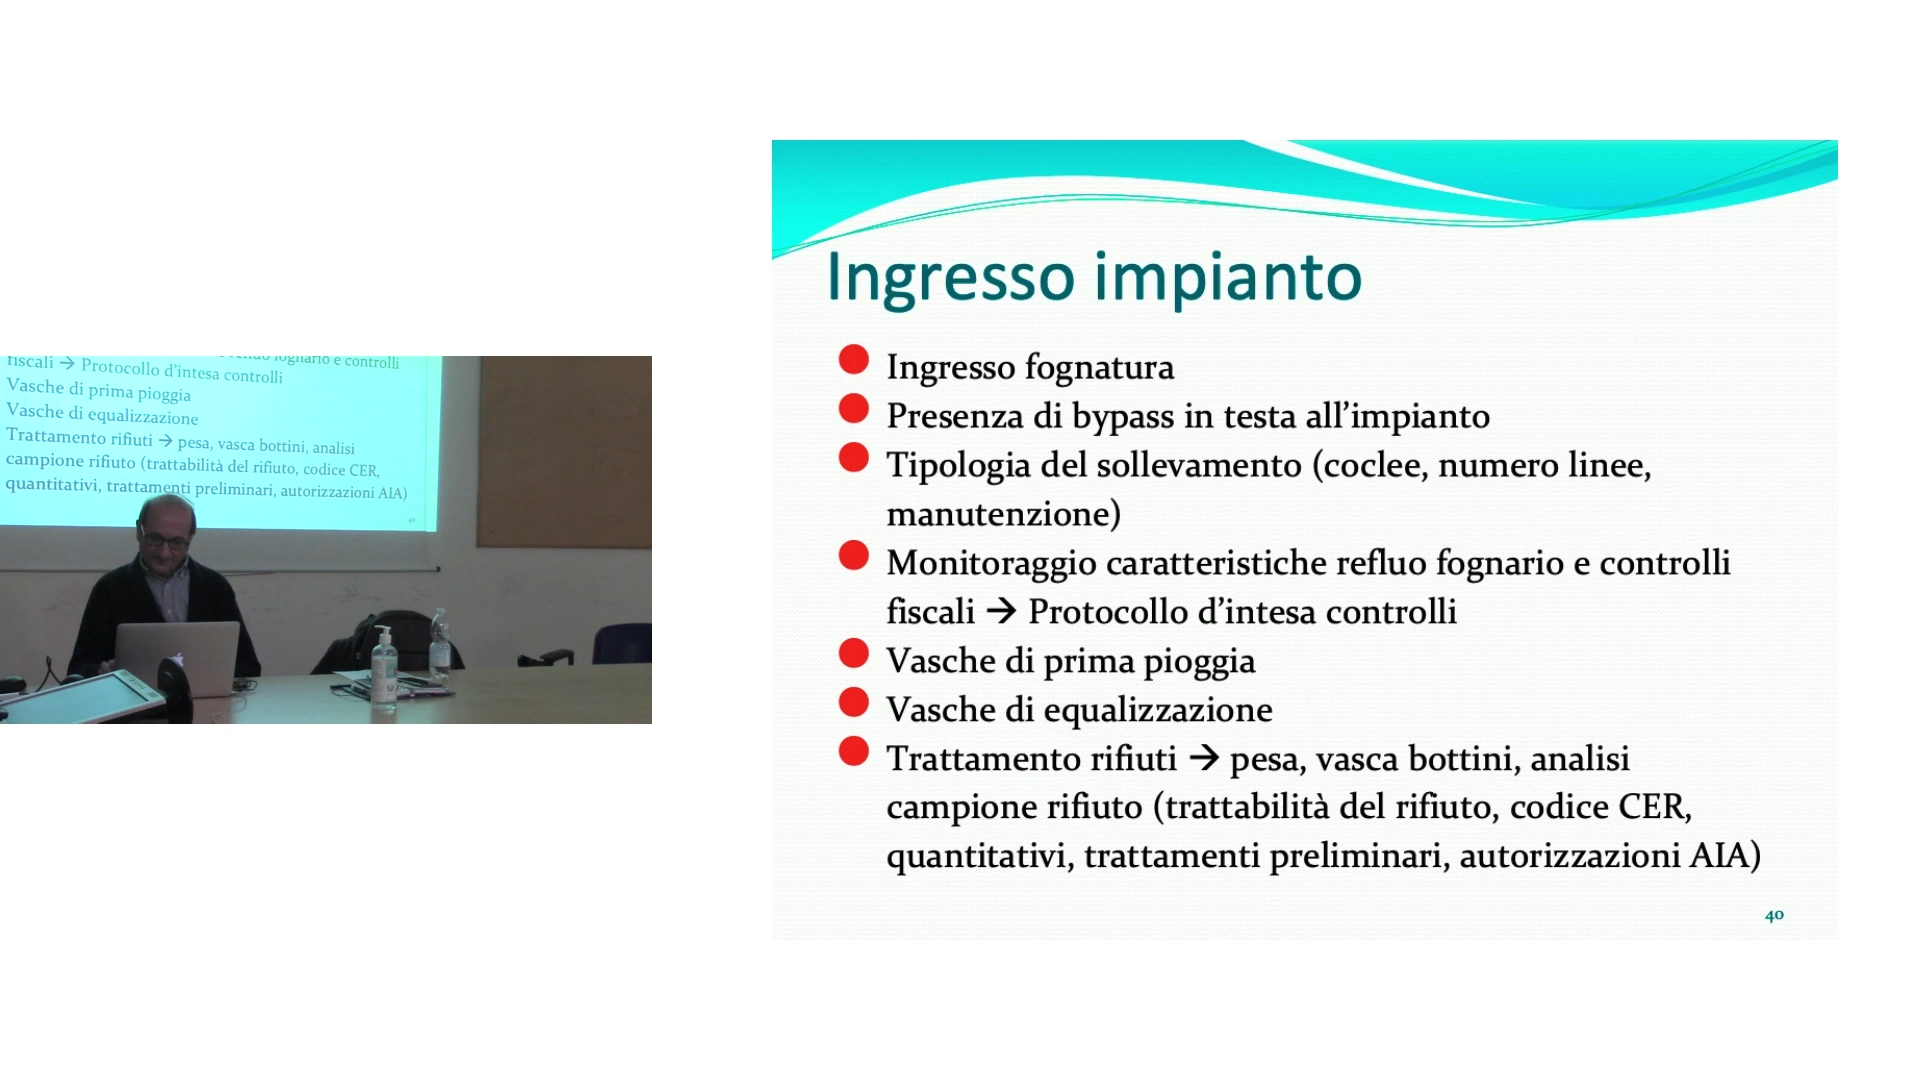 fognario e controlli
fiscali → Protocollo d'intesa controlli
Vasche di prima pioggia
Vasche di equalizzazione
Trattamento rifiuti → pesa, vasca bottini, analisi
campione rifiuto (trattabilità del rifiuto, codice CER,
quantitativi, trattamenti preliminari, autorizzazioni AIA)
40
Ingresso impianto
Ingresso fognatura
Presenza di bypass in testa all'impianto
Tipologia del sollevamento (coclee, numero linee,
manutenzione)
Monitoraggio caratteristiche refluo fognario e controlli
fiscali → Protocollo d'intesa controlli
Vasche di prima pioggia
Vasche di equalizzazione
Trattamento rifiuti → pesa, vasca bottini, analisi
campione rifiuto (trattabilità del rifiuto, codice CER,
quantitativi, trattamenti preliminari, autorizzazioni AIA)
40